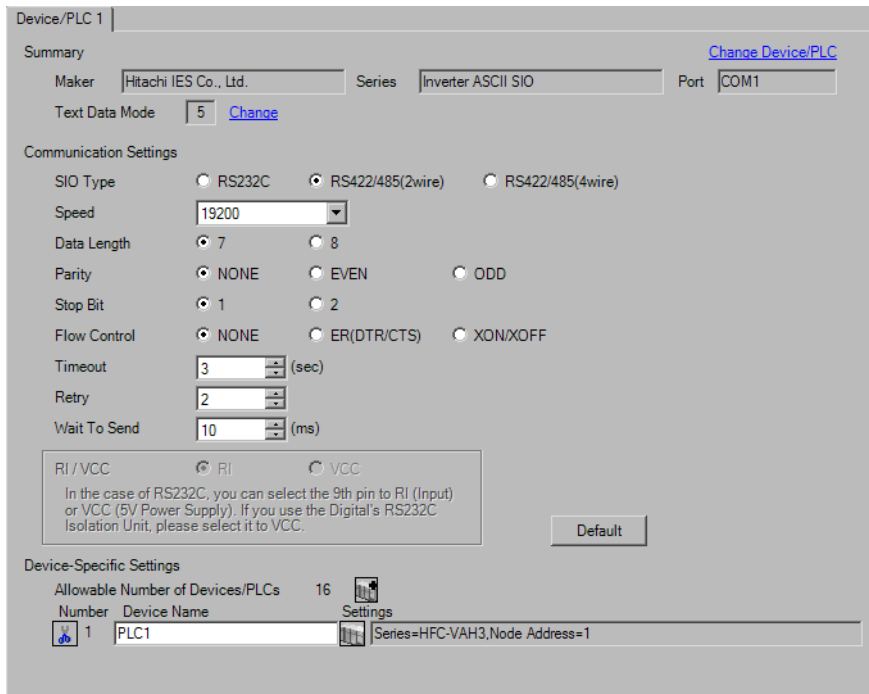 Device/PLC 1
Summary
Change Device/PLC
Maker Hitachi IES Co., Ltd. Series Inverter ASCII SIO Port COM1
Text Data Mode 5 Change
Communication Settings
SIO Type RS232C RS422/485(2wire) RS422/485(4wire)
Speed 19200
Data Length 7 8
Parity NONE EVEN ODD
Stop Bit 1 2
Flow Control NONE ER(DTR/CTS) XON/XOFF
Timeout 3 (sec)
Retry 2
Wait To Send 10 (ms)
RI / VCC RI VCC
In the case of RS232C, you can select the 9th pin to RI (Input)
or VCC (5V Power Supply). If you use the Digital's RS232C
Isolation Unit, please select it to VCC.
Default
Device-Specific Settings
Allowable Number of Devices/PLCs 16
Number Device Name Settings
1 PLC1 Series=HFC-VAH3,Node Address=1